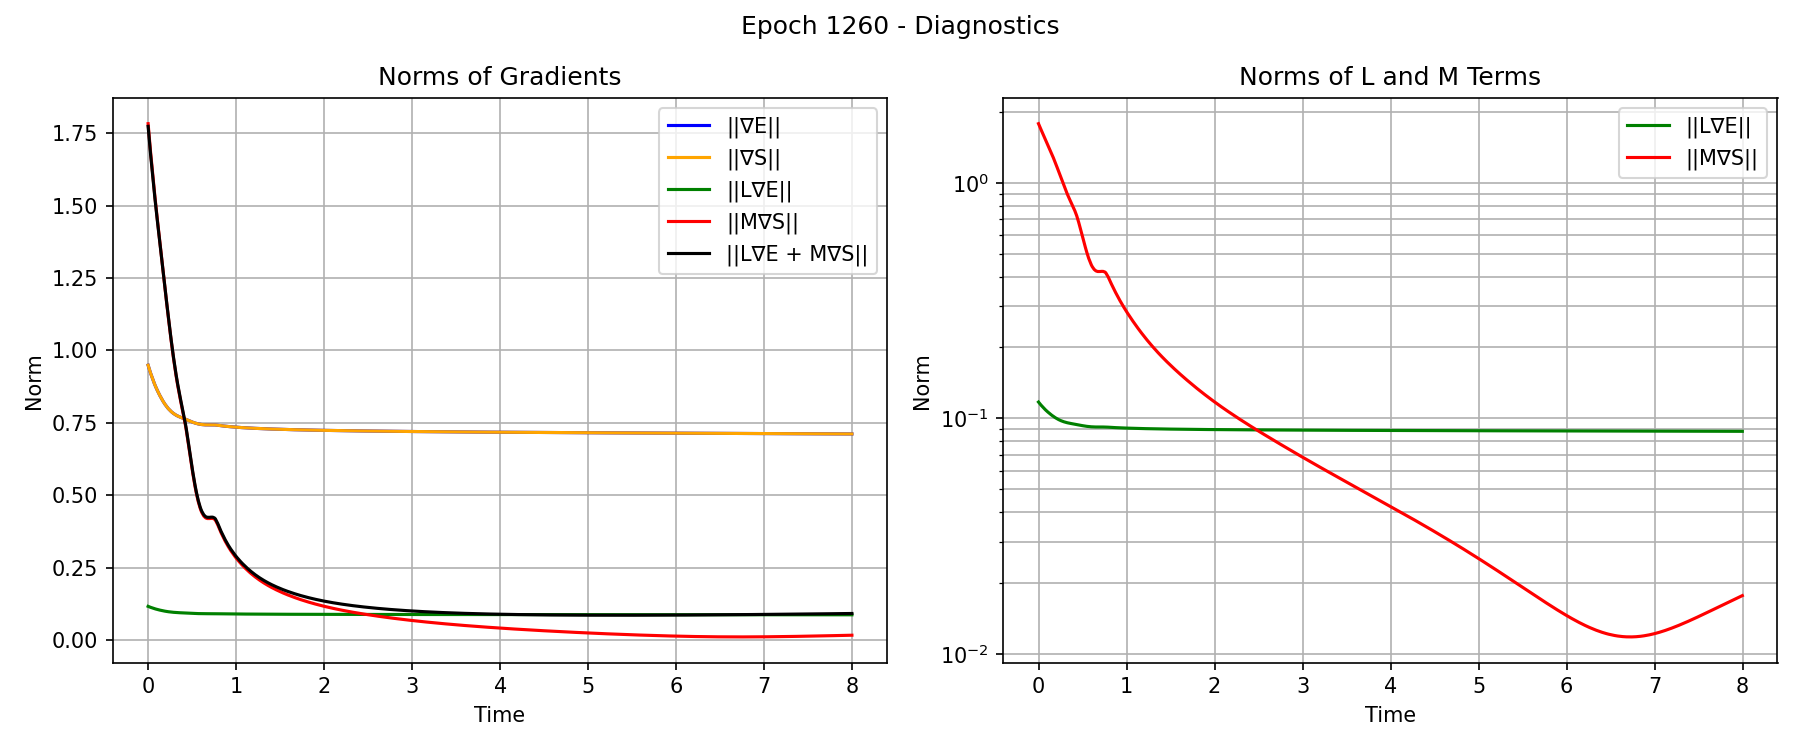 Epoch 1260 - Diagnostics
Norms of Gradients
Norm
1.75
1.50
1.25
1.00
0.75
0.50
0.25
0.00
||∇E||
||∇S||
||L∇E||
||M∇S||
||L∇E + M∇S||
0 1 2 3 4 5 6 7 8
Time
Norms of L and M Terms
Norm
10⁰
10⁻¹
10⁻²
||L∇E||
||M∇S||
0 1 2 3 4 5 6 7 8
Time